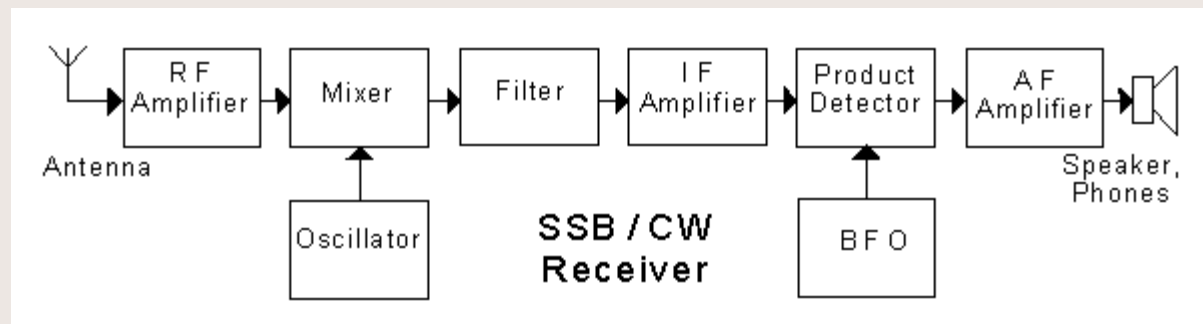 R F
Amplifier
Mixer
Filter
I F
Amplifier
Product
Detector
A F
Amplifier
Antenna
Speaker,
Phones
Oscillator
SSB / CW
Receiver
B F O